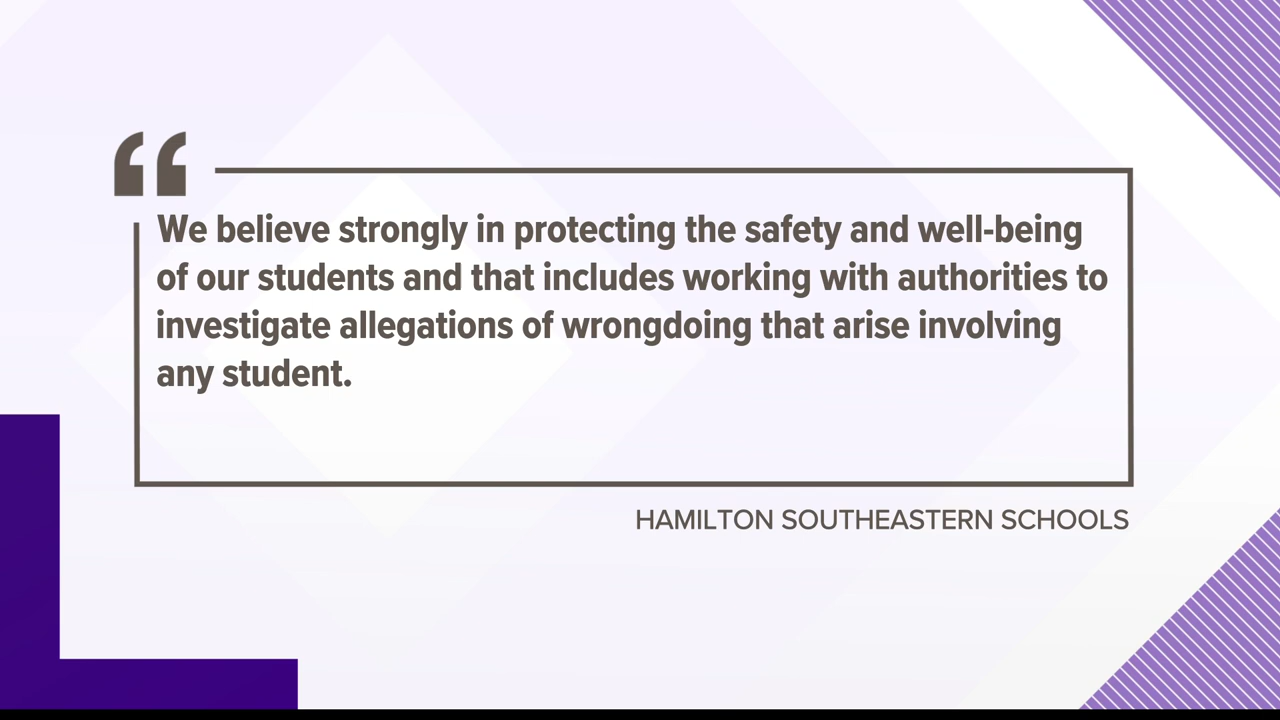 “
We believe strongly in protecting the safety and well-being
of our students and that includes working with authorities to
investigate allegations of wrongdoing that arise involving
any student.
HAMILTON SOUTHEASTERN SCHOOLS